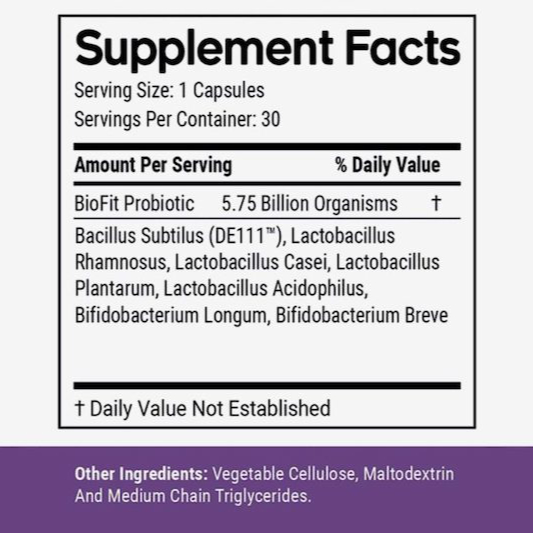 Supplement Facts
Serving Size: 1 Capsules
Servings Per Container: 30
Amount Per Serving % Daily Value
BioFit Probiotic 5.75 Billion Organisms †
Bacillus Subtilus (DE111™), Lactobacillus
Rhamnosus, Lactobacillus Casei, Lactobacillus
Plantarum, Lactobacillus Acidophilus,
Bifidobacterium Longum, Bifidobacterium Breve
† Daily Value Not Established
Other Ingredients: Vegetable Cellulose, Maltodextrin
And Medium Chain Triglycerides.